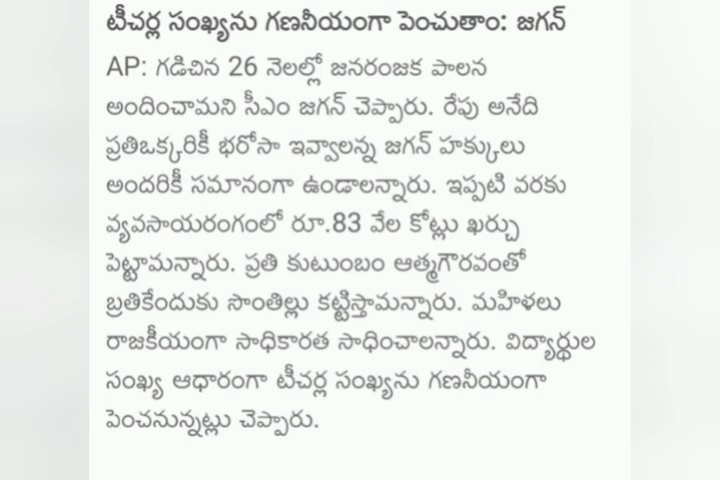 టీచర్ల సంఖ్యను గణనీయంగా పెంచుతాం: జగన్
AP: గడిచిన 26 నెలల్లో జనరంజక పాలన
అందించామని సీఎం జగన్ చెప్పారు. రేపు అనేది
ప్రతిఒక్కరికీ భరోసా ఇవ్వాలన్న జగన్ హక్కులు
అందరికీ సమానంగా ఉండాలన్నారు. ఇప్పటి వరకు
వ్యవసాయరంగంలో రూ.83 వేల కోట్లు ఖర్చు
పెట్టామన్నారు. ప్రతి కుటుంబం ఆత్మగౌరవంతో
బ్రతికేందుకు సొంతిల్లు కట్టిస్తామన్నారు. మహిళలు
రాజకీయంగా సాధికారత సాధించాలన్నారు. విద్యార్థుల
సంఖ్య ఆధారంగా టీచర్ల సంఖ్యను గణనీయంగా
పెంచనున్నట్లు చెప్పారు.